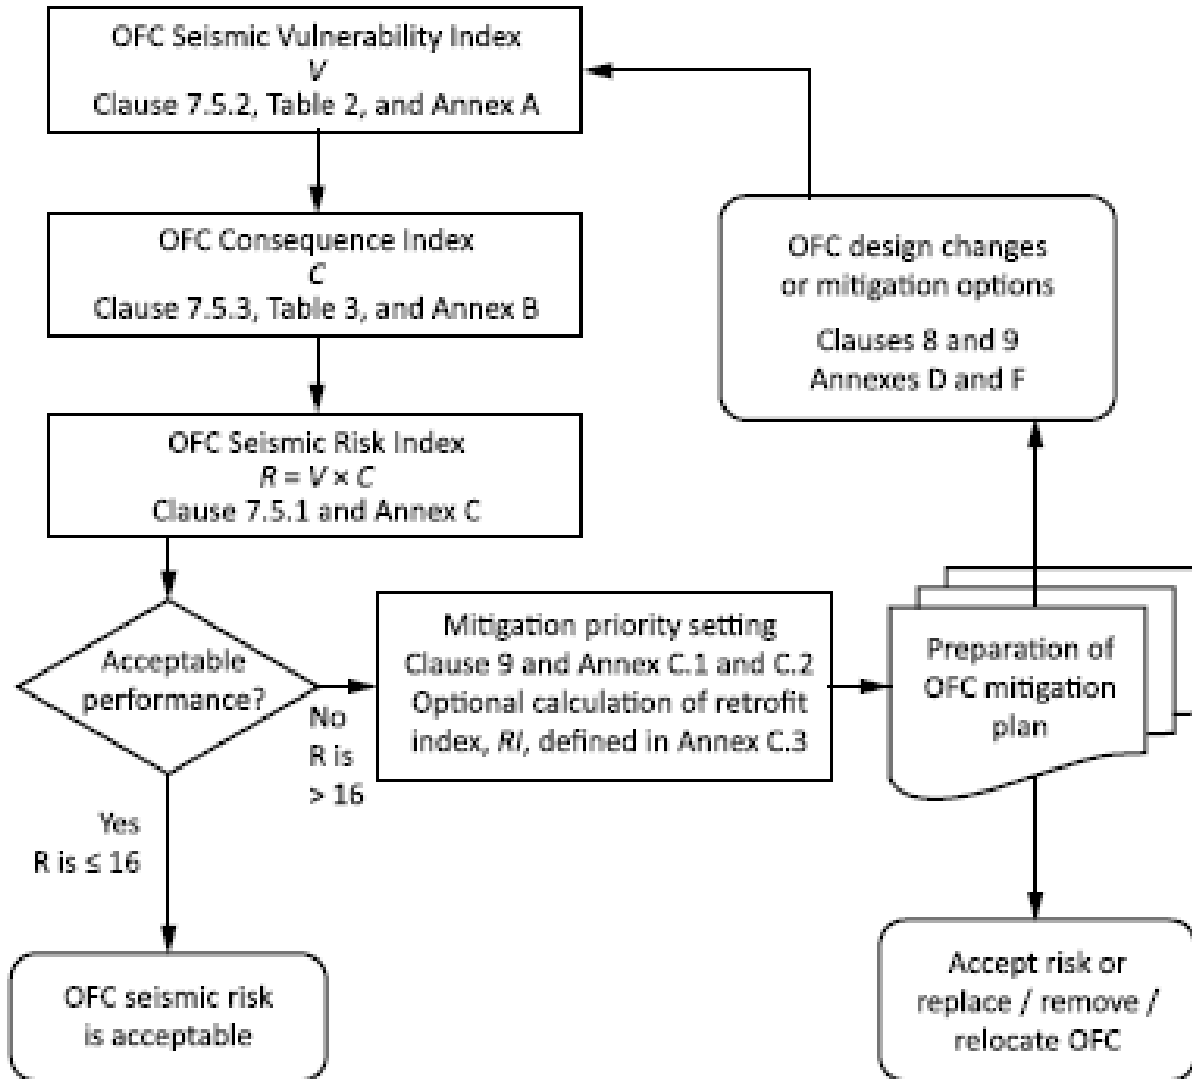 OFC Seismic Vulnerability Index
V
Clause 7.5.2, Table 2, and Annex A
OFC Consequence Index
C
Clause 7.5.3, Table 3, and Annex B
OFC Seismic Risk Index
R = V × C
Clause 7.5.1 and Annex C
Acceptable
performance?
No
R is
> 16
Yes
R is ≤ 16
OFC seismic risk
is acceptable
Mitigation priority setting
Clause 9 and Annex C.1 and C.2
Optional calculation of retrofit
index, RI, defined in Annex C.3
Preparation of
OFC mitigation
plan
OFC design changes
or mitigation options
Clauses 8 and 9
Annexes D and F
Accept risk or
replace / remove /
relocate OFC